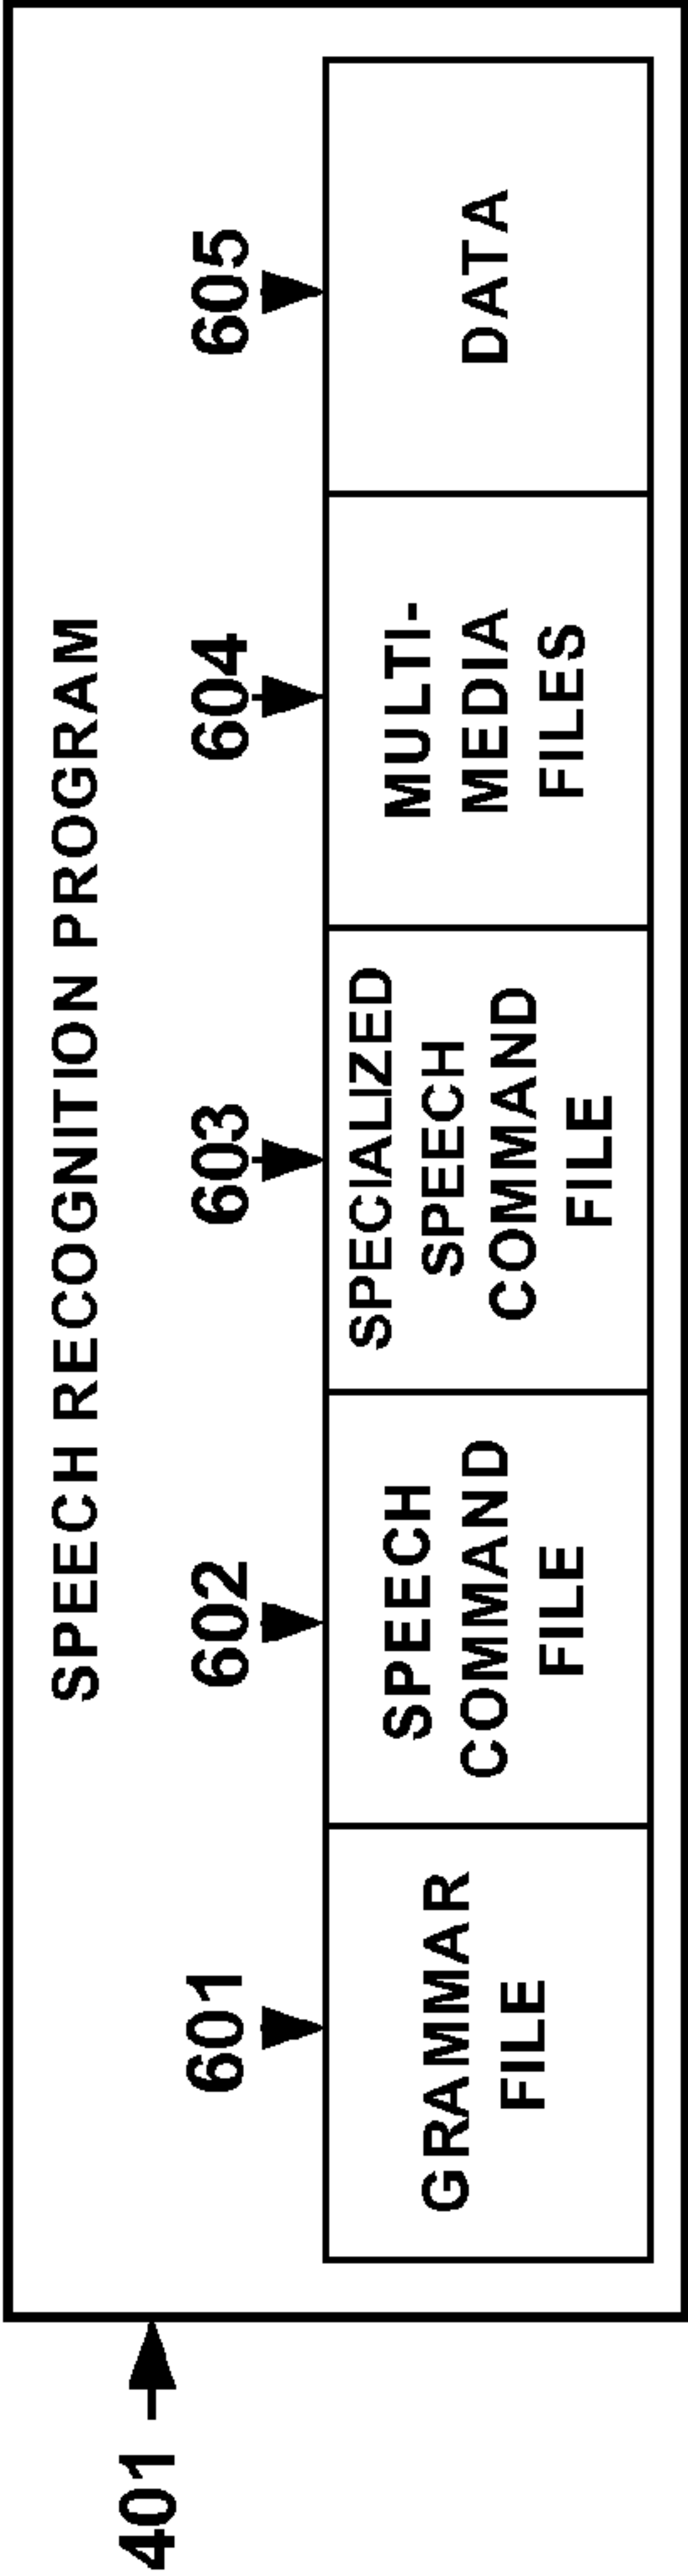 SPEECH RECOGNITION PROGRAM
401
601
602
603
604
605
GRAMMAR
FILE
SPEECH
COMMAND
FILE
SPECIALIZED
SPEECH
COMMAND
FILE
MULTI-
MEDIA
FILES
DATA